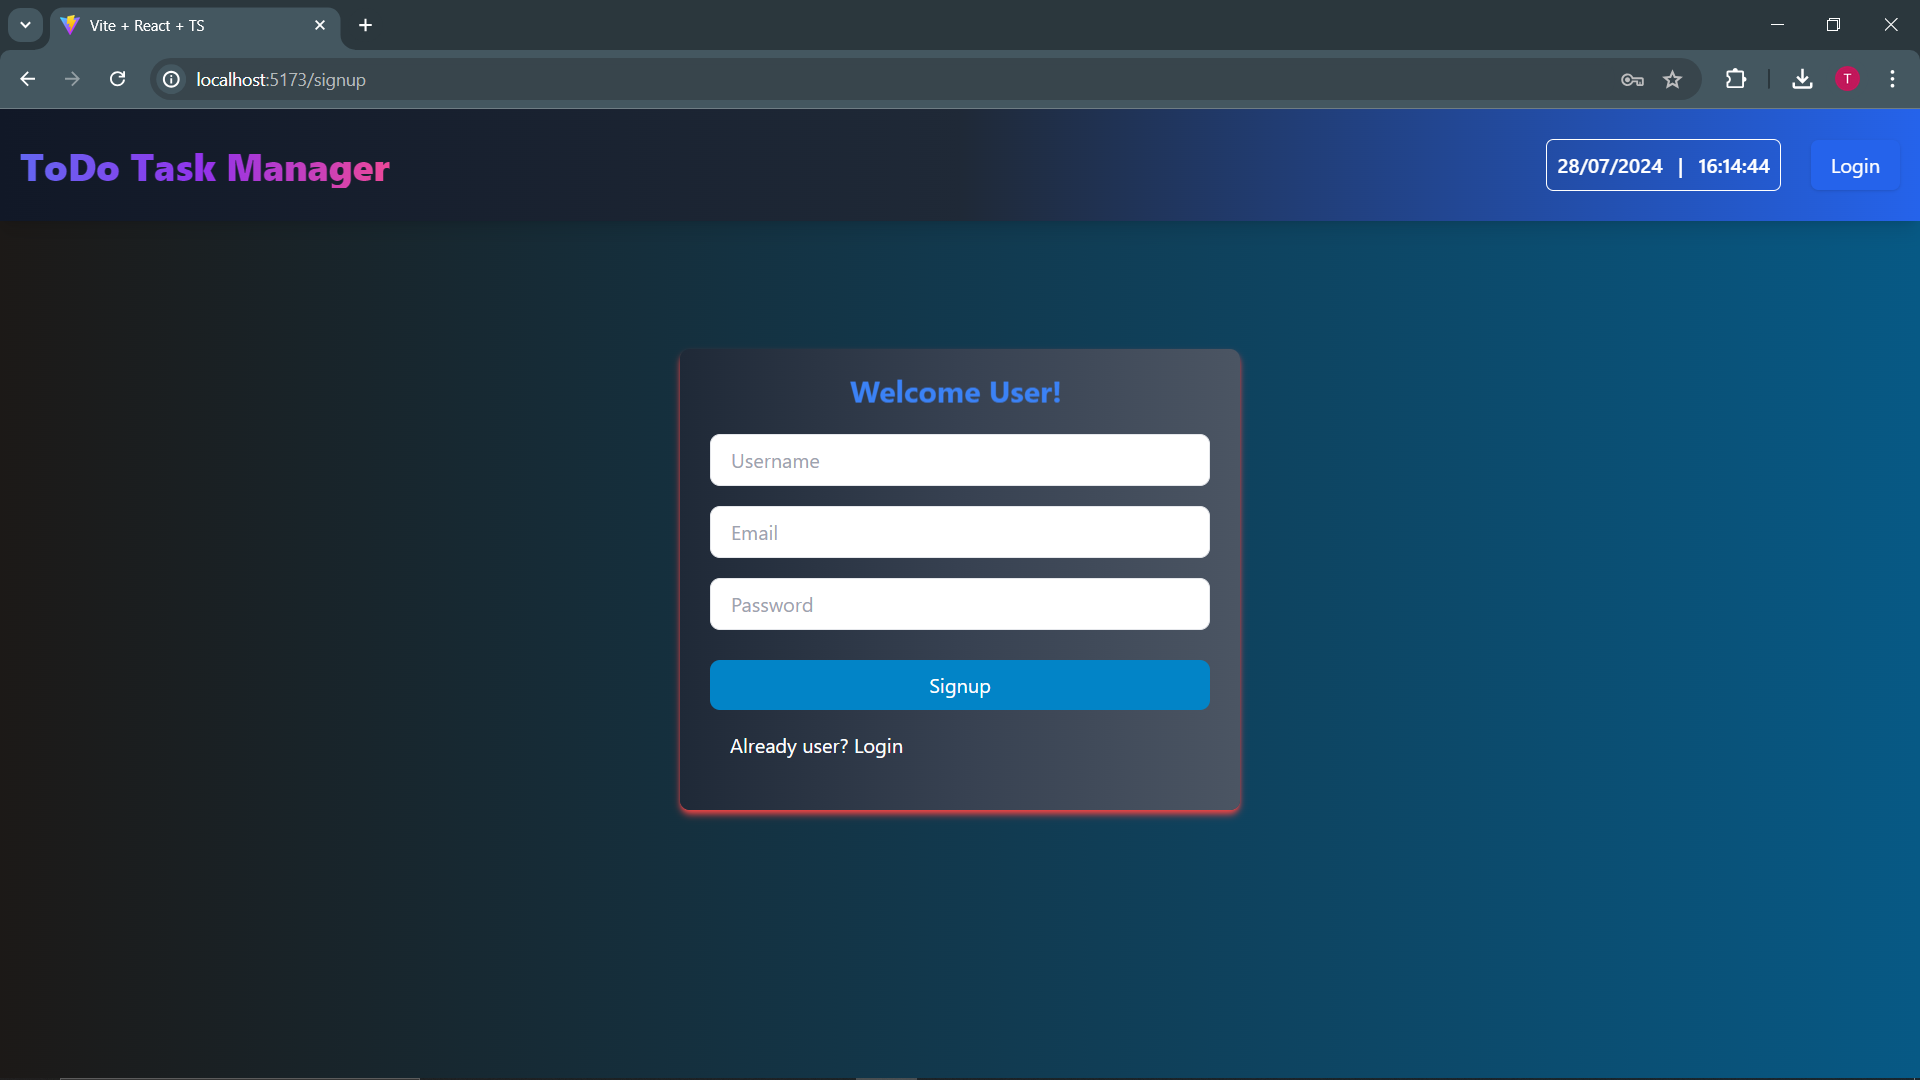 Vite + React + TS
localhost:5173/signup
T
ToDo Task Manager
28/07/2024 | 16:14:44
Login
Welcome User!
Username
Email
Password
Signup
Already user? Login